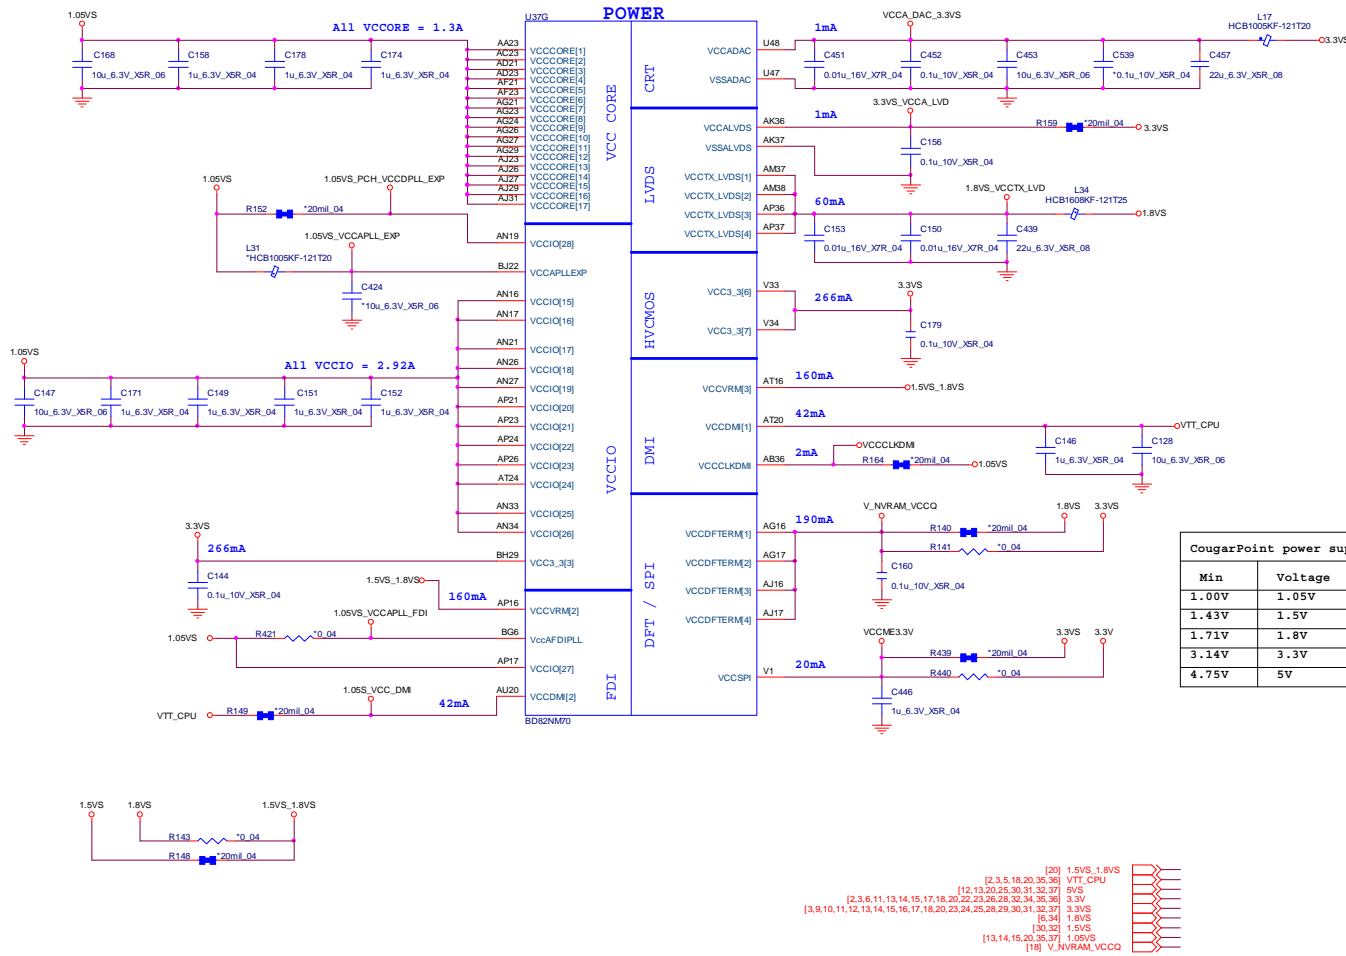 POWER
U37G
1.05VS
All VCCORE = 1.3A
C168
10u_6.3V_X5R_06
C158
1u_6.3V_X5R_04
C178
1u_6.3V_X5R_04
C174
1u_6.3V_X5R_04
AA23
AC23
AD21
AD23
AF21
AF23
AG21
AG23
AG24
AG26
AG27
AG29
AJ23
AJ26
AJ27
AJ29
AJ31
VCCCORE[1]
VCCCORE[2]
VCCCORE[3]
VCCCORE[4]
VCCCORE[5]
VCCCORE[6]
VCCCORE[7]
VCCCORE[8]
VCCCORE[9]
VCCCORE[10]
VCCCORE[11]
VCCCORE[12]
VCCCORE[13]
VCCCORE[14]
VCCCORE[15]
VCCCORE[16]
VCCCORE[17]
VCC CORE
CRT
VCCADAC
U48
VSSADAC
U47
1mA
VCCA_DAC_3.3VS
L17
HCB1005KF-121T20
3.3VS
C451
0.01u_16V_X7R_04
C452
0.1u_10V_X5R_04
C453
10u_6.3V_X5R_06
C539
*0.1u_10V_X5R_04
C457
22u_6.3V_X5R_08
LVDS
VCCALVDS
AK36
VSSALVDS
AK37
1mA
3.3VS_VCCA_LVD
R159
*20mil_04
3.3VS
C156
0.1u_10V_X5R_04
VCCTX_LVDS[1]
AM37
VCCTX_LVDS[2]
AM38
VCCTX_LVDS[3]
AP36
VCCTX_LVDS[4]
AP37
60mA
1.8VS_VCCTX_LVD
L34
HCB1608KF-121T25
1.8VS
C153
0.01u_16V_X7R_04
C150
0.01u_16V_X7R_04
C439
22u_6.3V_X5R_08
1.05VS
1.05VS_PCH_VCCDPLL_EXP
R152
*20mil_04
1.05VS_VCCAPLL_EXP
L31
*HCB1005KF-121T20
C424
*10u_6.3V_X5R_06
AN19
VCCIO[28]
BJ22
VCCAPLLEXP
AN16
VCCIO[15]
AN17
VCCIO[16]
AN21
VCCIO[17]
AN26
VCCIO[18]
AN27
VCCIO[19]
AP21
VCCIO[20]
AP23
VCCIO[21]
AP24
VCCIO[22]
AP26
VCCIO[23]
AT24
VCCIO[24]
AN33
VCCIO[25]
AN34
VCCIO[26]
BH29
VCC3_3[3]
VCCIO
1.05VS
All VCCIO = 2.92A
C147
10u_6.3V_X5R_06
C171
1u_6.3V_X5R_04
C149
1u_6.3V_X5R_04
C151
1u_6.3V_X5R_04
C152
1u_6.3V_X5R_04
HVCMOS
VCC3_3[6]
V33
VCC3_3[7]
V34
266mA
3.3VS
C179
0.1u_10V_X5R_04
DMI
VCCVRM[3]
AT16
160mA
1.5VS_1.8VS
VCCDMI[1]
AT20
42mA
VTT_CPU
C146
1u_6.3V_X5R_04
C128
10u_6.3V_X5R_06
VCCCLKDMI
AB36
2mA
VCCCLKDMI
R164
*20mil_04
1.05VS
3.3VS
266mA
C144
0.1u_10V_X5R_04
1.5VS_1.8VS
160mA
AP16
VCCVRM[2]
1.05VS_VCCAPLL_FDI
1.05VS
R421
*0_04
BG6
VccAFDIPLL
AP17
VCCIO[27]
1.05S_VCC_DMI
42mA
AU20
VCCDMI[2]
VTT_CPU
R149
*20mil_04
FDI
BD82NM70
DFT / SPI
VCCDFTERM[1]
AG16
VCCDFTERM[2]
AG17
VCCDFTERM[3]
AJ16
VCCDFTERM[4]
AJ17
190mA
V_NVRAM_VCCQ
R140
*20mil_04
R141
*0_04
1.8VS
3.3VS
C160
0.1u_10V_X5R_04
VCCSPI
V1
20mA
VCCME3.3V
R439
*20mil_04
R440
*0_04
3.3VS
3.3V
C446
1u_6.3V_X5R_04
CougarPoint power sup
Min Voltage
1.00V 1.05V
1.43V 1.5V
1.71V 1.8V
3.14V 3.3V
4.75V 5V
1.5VS
1.8VS
1.5VS_1.8VS
R143
*0_04
R148
*20mil_04
[20] 1.5VS_1.8VS
[2,3,5,18,20,35,36] VTT_CPU
[12,13,20,25,30,31,32,37] 5VS
[2,3,6,11,13,14,15,17,18,20,22,23,26,28,32,34,35,36] 3.3V
[3,9,10,11,12,13,14,15,16,17,18,20,23,24,25,28,29,30,31,32,37] 3.3VS
[6,34] 1.8VS
[30,32] 1.5VS
[13,14,15,20,35,37] 1.05VS
[18] V_NVRAM_VCCQ